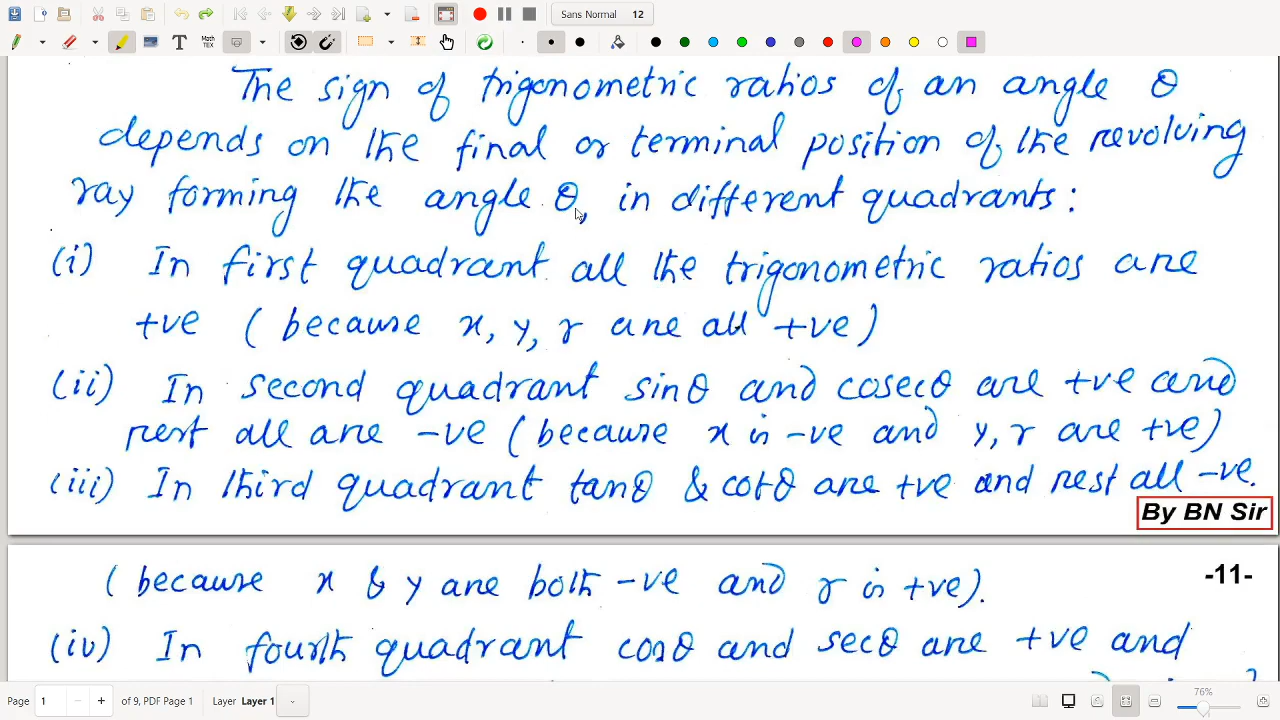 Sans Normal 12
MATH
TEX
The sign of trigonometric ratios of an angle θ
depends on the final or terminal position of the revolving
ray forming the angle θ, in different quadrants :
(i) In first quadrant all the trigonometric ratios are
+ve (because x, y, r are all +ve)
(ii) In second quadrant sinθ and cosecθ are +ve and
rest all are -ve (because x is -ve and y, r are +ve)
(iii) In third quadrant tanθ & cotθ are +ve and rest all -ve.
By BN Sir
(because x & y are both -ve and r is +ve).
-11-
(iv) In fourth quadrant cosθ and secθ are +ve and
Page 1 of 9, PDF Page 1 Layer Layer 1 76%